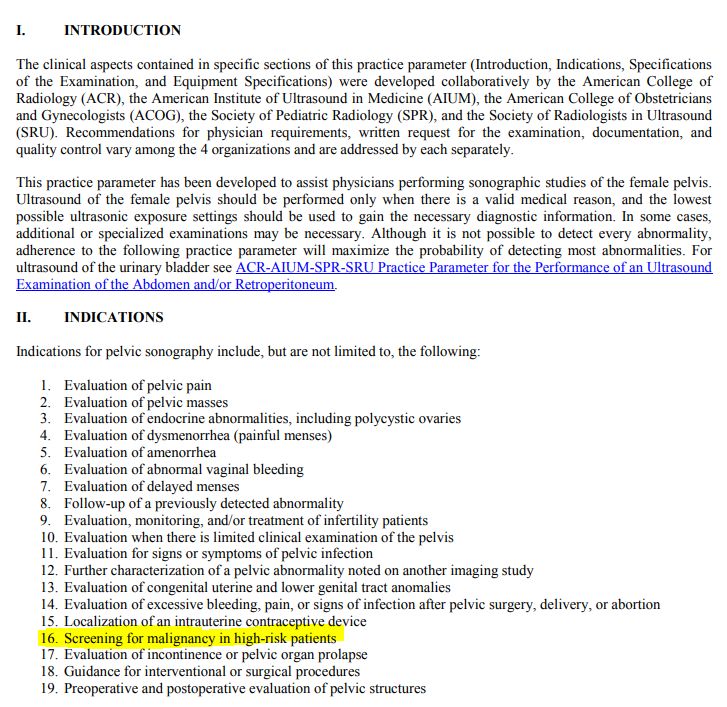 I. INTRODUCTION
The clinical aspects contained in specific sections of this practice parameter (Introduction, Indications, Specifications
of the Examination, and Equipment Specifications) were developed collaboratively by the American College of
Radiology (ACR), the American Institute of Ultrasound in Medicine (AIUM), the American College of Obstetricians
and Gynecologists (ACOG), the Society of Pediatric Radiology (SPR), and the Society of Radiologists in Ultrasound
(SRU). Recommendations for physician requirements, written request for the examination, documentation, and
quality control vary among the 4 organizations and are addressed by each separately.
This practice parameter has been developed to assist physicians performing sonographic studies of the female pelvis.
Ultrasound of the female pelvis should be performed only when there is a valid medical reason, and the lowest
possible ultrasonic exposure settings should be used to gain the necessary diagnostic information. In some cases,
additional or specialized examinations may be necessary. Although it is not possible to detect every abnormality,
adherence to the following practice parameter will maximize the probability of detecting most abnormalities. For
ultrasound of the urinary bladder see ACR-AIUM-SPR-SRU Practice Parameter for the Performance of an Ultrasound
Examination of the Abdomen and/or Retroperitoneum.
II. INDICATIONS
Indications for pelvic sonography include, but are not limited to, the following:
1. Evaluation of pelvic pain
2. Evaluation of pelvic masses
3. Evaluation of endocrine abnormalities, including polycystic ovaries
4. Evaluation of dysmenorrhea (painful menses)
5. Evaluation of amenorrhea
6. Evaluation of abnormal vaginal bleeding
7. Evaluation of delayed menses
8. Follow-up of a previously detected abnormality
9. Evaluation, monitoring, and/or treatment of infertility patients
10. Evaluation when there is limited clinical examination of the pelvis
11. Evaluation for signs or symptoms of pelvic infection
12. Further characterization of a pelvic abnormality noted on another imaging study
13. Evaluation of congenital uterine and lower genital tract anomalies
14. Evaluation of excessive bleeding, pain, or signs of infection after pelvic surgery, delivery, or abortion
15. Localization of an intrauterine contraceptive device
16. Screening for malignancy in high-risk patients
17. Evaluation of incontinence or pelvic organ prolapse
18. Guidance for interventional or surgical procedures
19. Preoperative and postoperative evaluation of pelvic structures